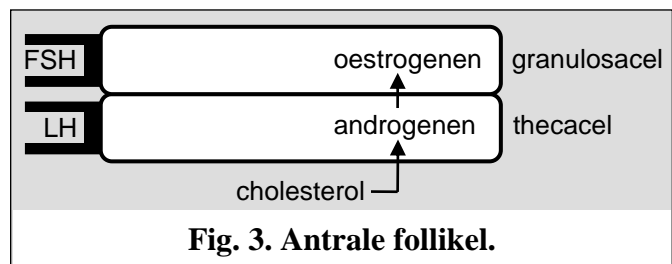 FSH oestrogenen granulosacel
LH androgenen thecacel
cholesterol
Fig. 3. Antrale follikel.